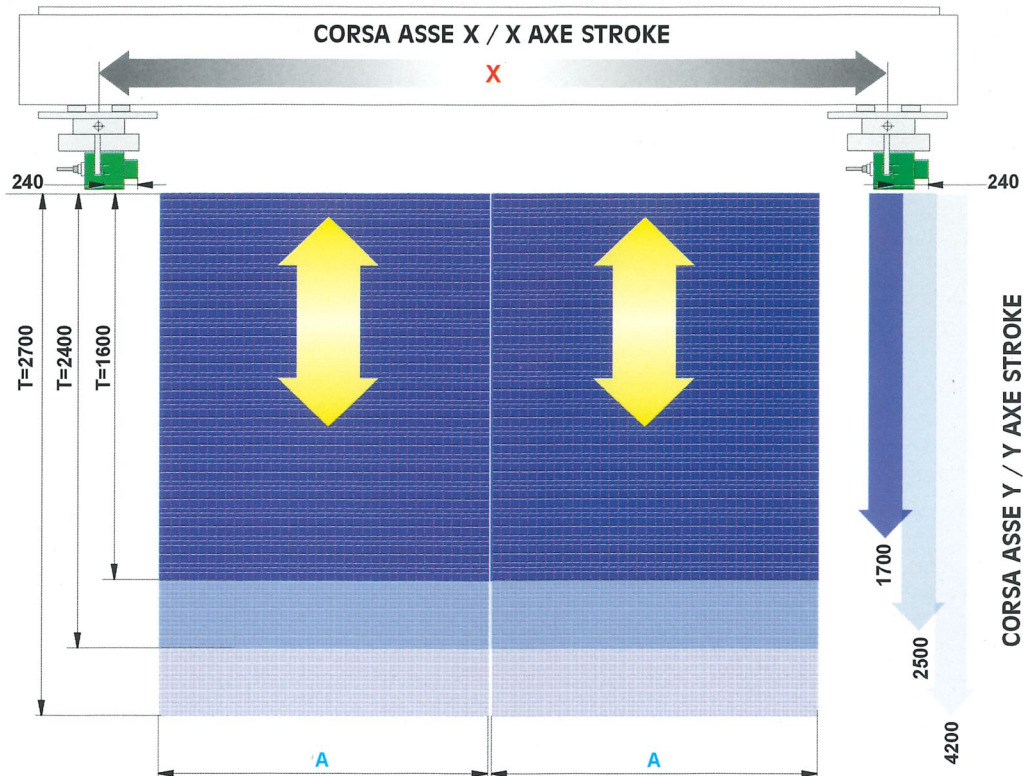 CORSA ASSE X / X AXE STROKE
X
240
240
T=2700
T=2400
T=1600
1700
2500
4200
CORSA ASSE Y / Y AXE STROKE
A
A